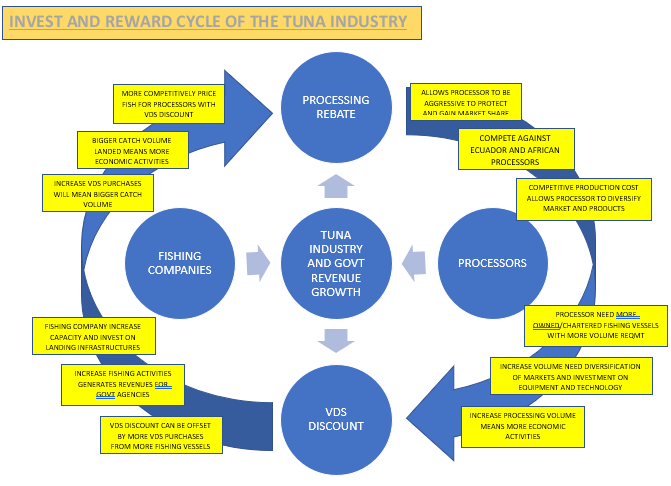 INVEST AND REWARD CYCLE OF THE TUNA INDUSTRY
PROCESSING
REBATE
ALLOWS PROCESSOR TO BE
AGGRESSIVE TO PROTECT
AND GAIN MARKET SHARE
COMPETE AGAINST
ECUADOR AND AFRICAN
PROCESSORS
COMPETITIVE PRODUCTION COST
ALLOWS PROCESSOR TO DIVERSIFY
MARKET AND PRODUCTS
PROCESSORS
PROCESSOR NEED MORE
OWNED/CHARTERED FISHING VESSELS
WITH MORE VOLUME REQMT
INCREASE VOLUME NEED DIVERSIFICATION
OF MARKETS AND INVESTMENT ON
EQUIPMENT AND TECHNOLOGY
INCREASE PROCESSING VOLUME
MEANS MORE ECONOMIC
ACTIVITIES
VDS
DISCOUNT
VDS DISCOUNT CAN BE OFFSET
BY MORE VDS PURCHASES
FROM MORE FISHING VESSELS
INCREASE FISHING ACTIVITIES
GENERATES REVENUES FOR
GOVT AGENCIES
FISHING COMPANY INCREASE
CAPACITY AND INVEST ON
LANDING INFRASTRUCTURES
FISHING
COMPANIES
INCREASE VDS PURCHASES
WILL MEAN BIGGER CATCH
VOLUME
BIGGER CATCH VOLUME
LANDED MEANS MORE
ECONOMIC ACTIVITIES
MORE COMPETITIVELY PRICE
FISH FOR PROCESSORS WITH
VDS DISCOUNT
TUNA
INDUSTRY
AND GOVT
REVENUE
GROWTH